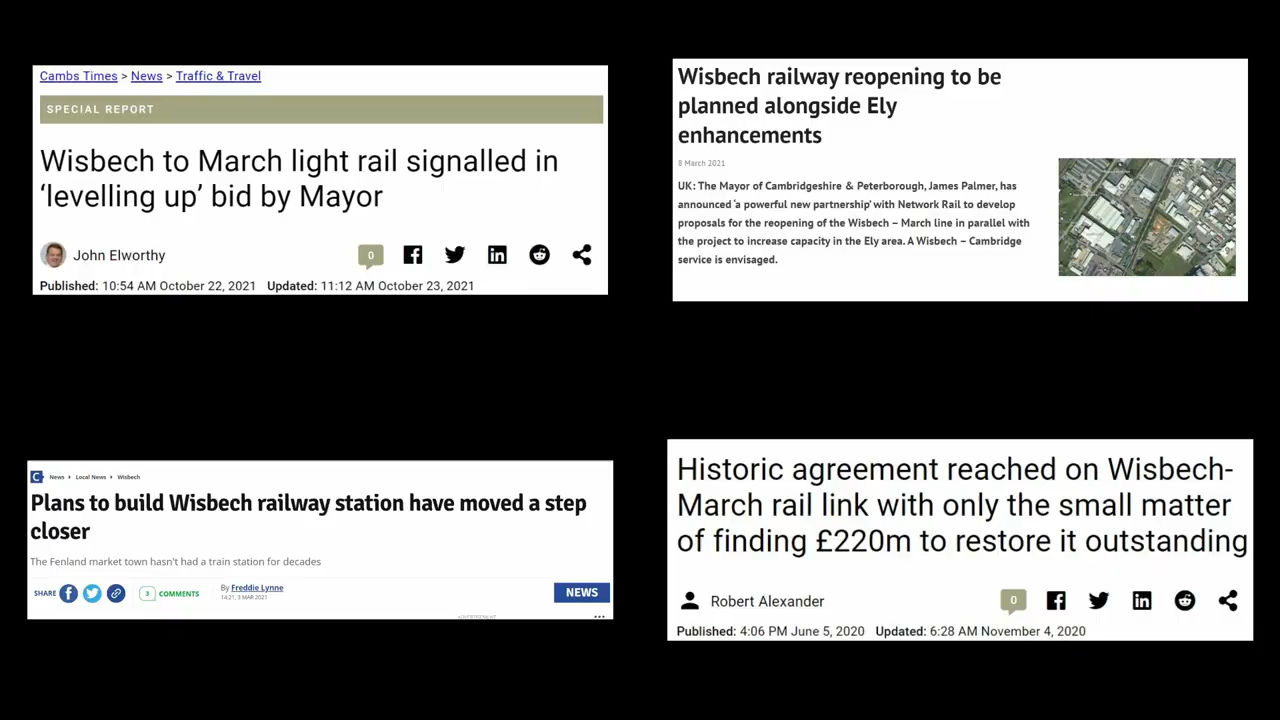 Cambs Times > News > Traffic & Travel
SPECIAL REPORT
Wisbech to March light rail signalled in
‘levelling up’ bid by Mayor
John Elworthy
0
Published: 10:54 AM October 22, 2021 Updated: 11:12 AM October 23, 2021
Wisbech railway reopening to be
planned alongside Ely
enhancements
8 March 2021
UK: The Mayor of Cambridgeshire & Peterborough, James Palmer, has
announced ‘a powerful new partnership’ with Network Rail to develop
proposals for the reopening of the Wisbech – March line in parallel with
the project to increase capacity in the Ely area. A Wisbech – Cambridge
service is envisaged.
C News Local News Wisbech
Plans to build Wisbech railway station have moved a step
closer
The Fenland market town hasn't had a train station for decades
SHARE 3 COMMENTS By Freddie Lynne NEWS
14:21, 3 MAR 2021
ADVERTISEMENT
Historic agreement reached on Wisbech-
March rail link with only the small matter
of finding £220m to restore it outstanding
Robert Alexander
0
Published: 4:06 PM June 5, 2020 Updated: 6:28 AM November 4, 2020